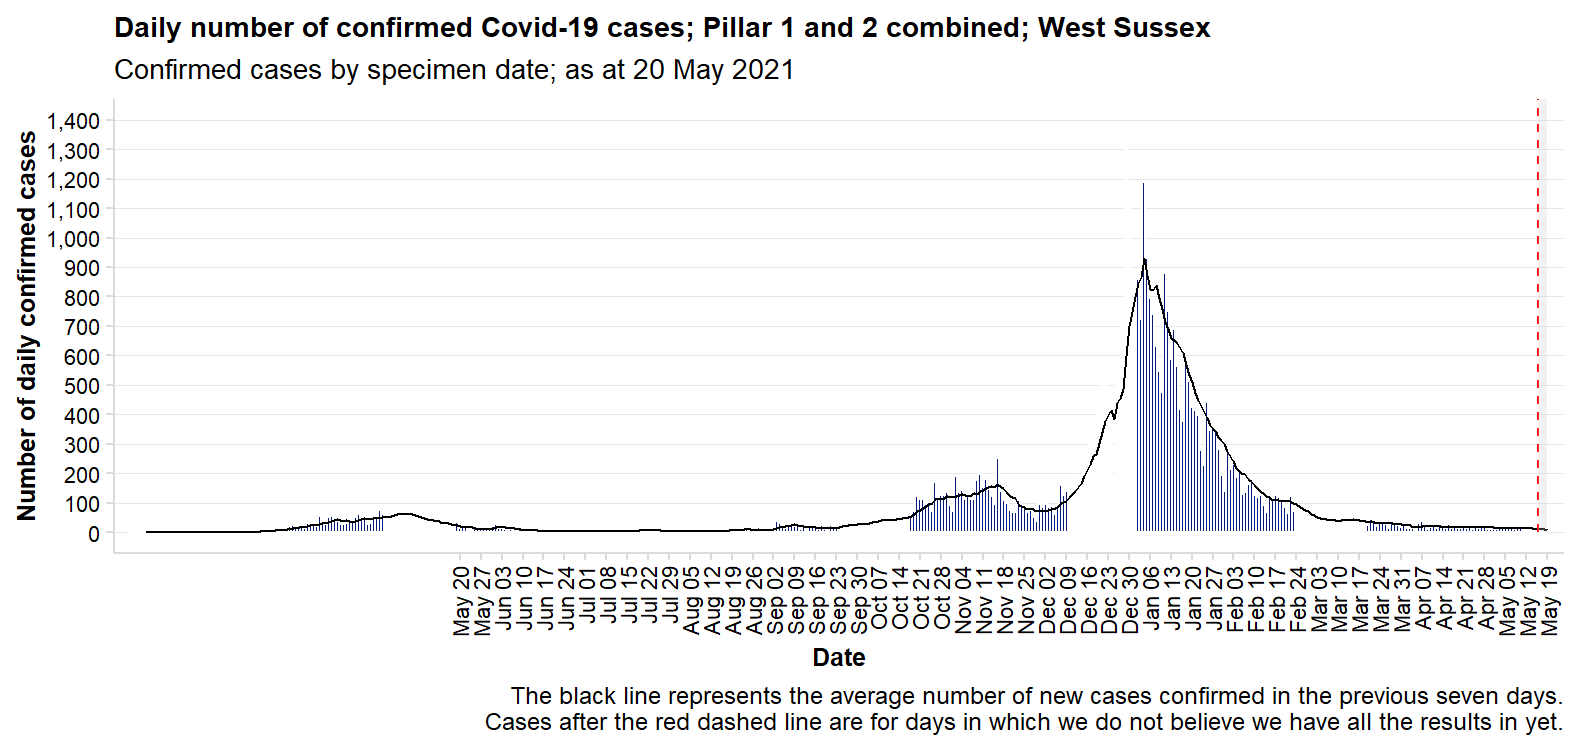 Daily number of confirmed Covid-19 cases; Pillar 1 and 2 combined; West Sussex
Confirmed cases by specimen date; as at 20 May 2021
Number of daily confirmed cases
1,400
1,300
1,200
1,100
1,000
900
800
700
600
500
400
300
200
100
0
May 20
May 27
Jun 03
Jun 10
Jun 17
Jun 24
Jul 01
Jul 08
Jul 15
Jul 22
Jul 29
Aug 05
Aug 12
Aug 19
Aug 26
Sep 02
Sep 09
Sep 16
Sep 23
Sep 30
Oct 07
Oct 14
Oct 21
Oct 28
Nov 04
Nov 11
Nov 18
Nov 25
Dec 02
Dec 09
Dec 16
Dec 23
Dec 30
Jan 06
Jan 13
Jan 20
Jan 27
Feb 03
Feb 10
Feb 17
Feb 24
Mar 03
Mar 10
Mar 17
Mar 24
Mar 31
Apr 07
Apr 14
Apr 21
Apr 28
May 05
May 12
May 19
Date
The black line represents the average number of new cases confirmed in the previous seven days.
Cases after the red dashed line are for days in which we do not believe we have all the results in yet.